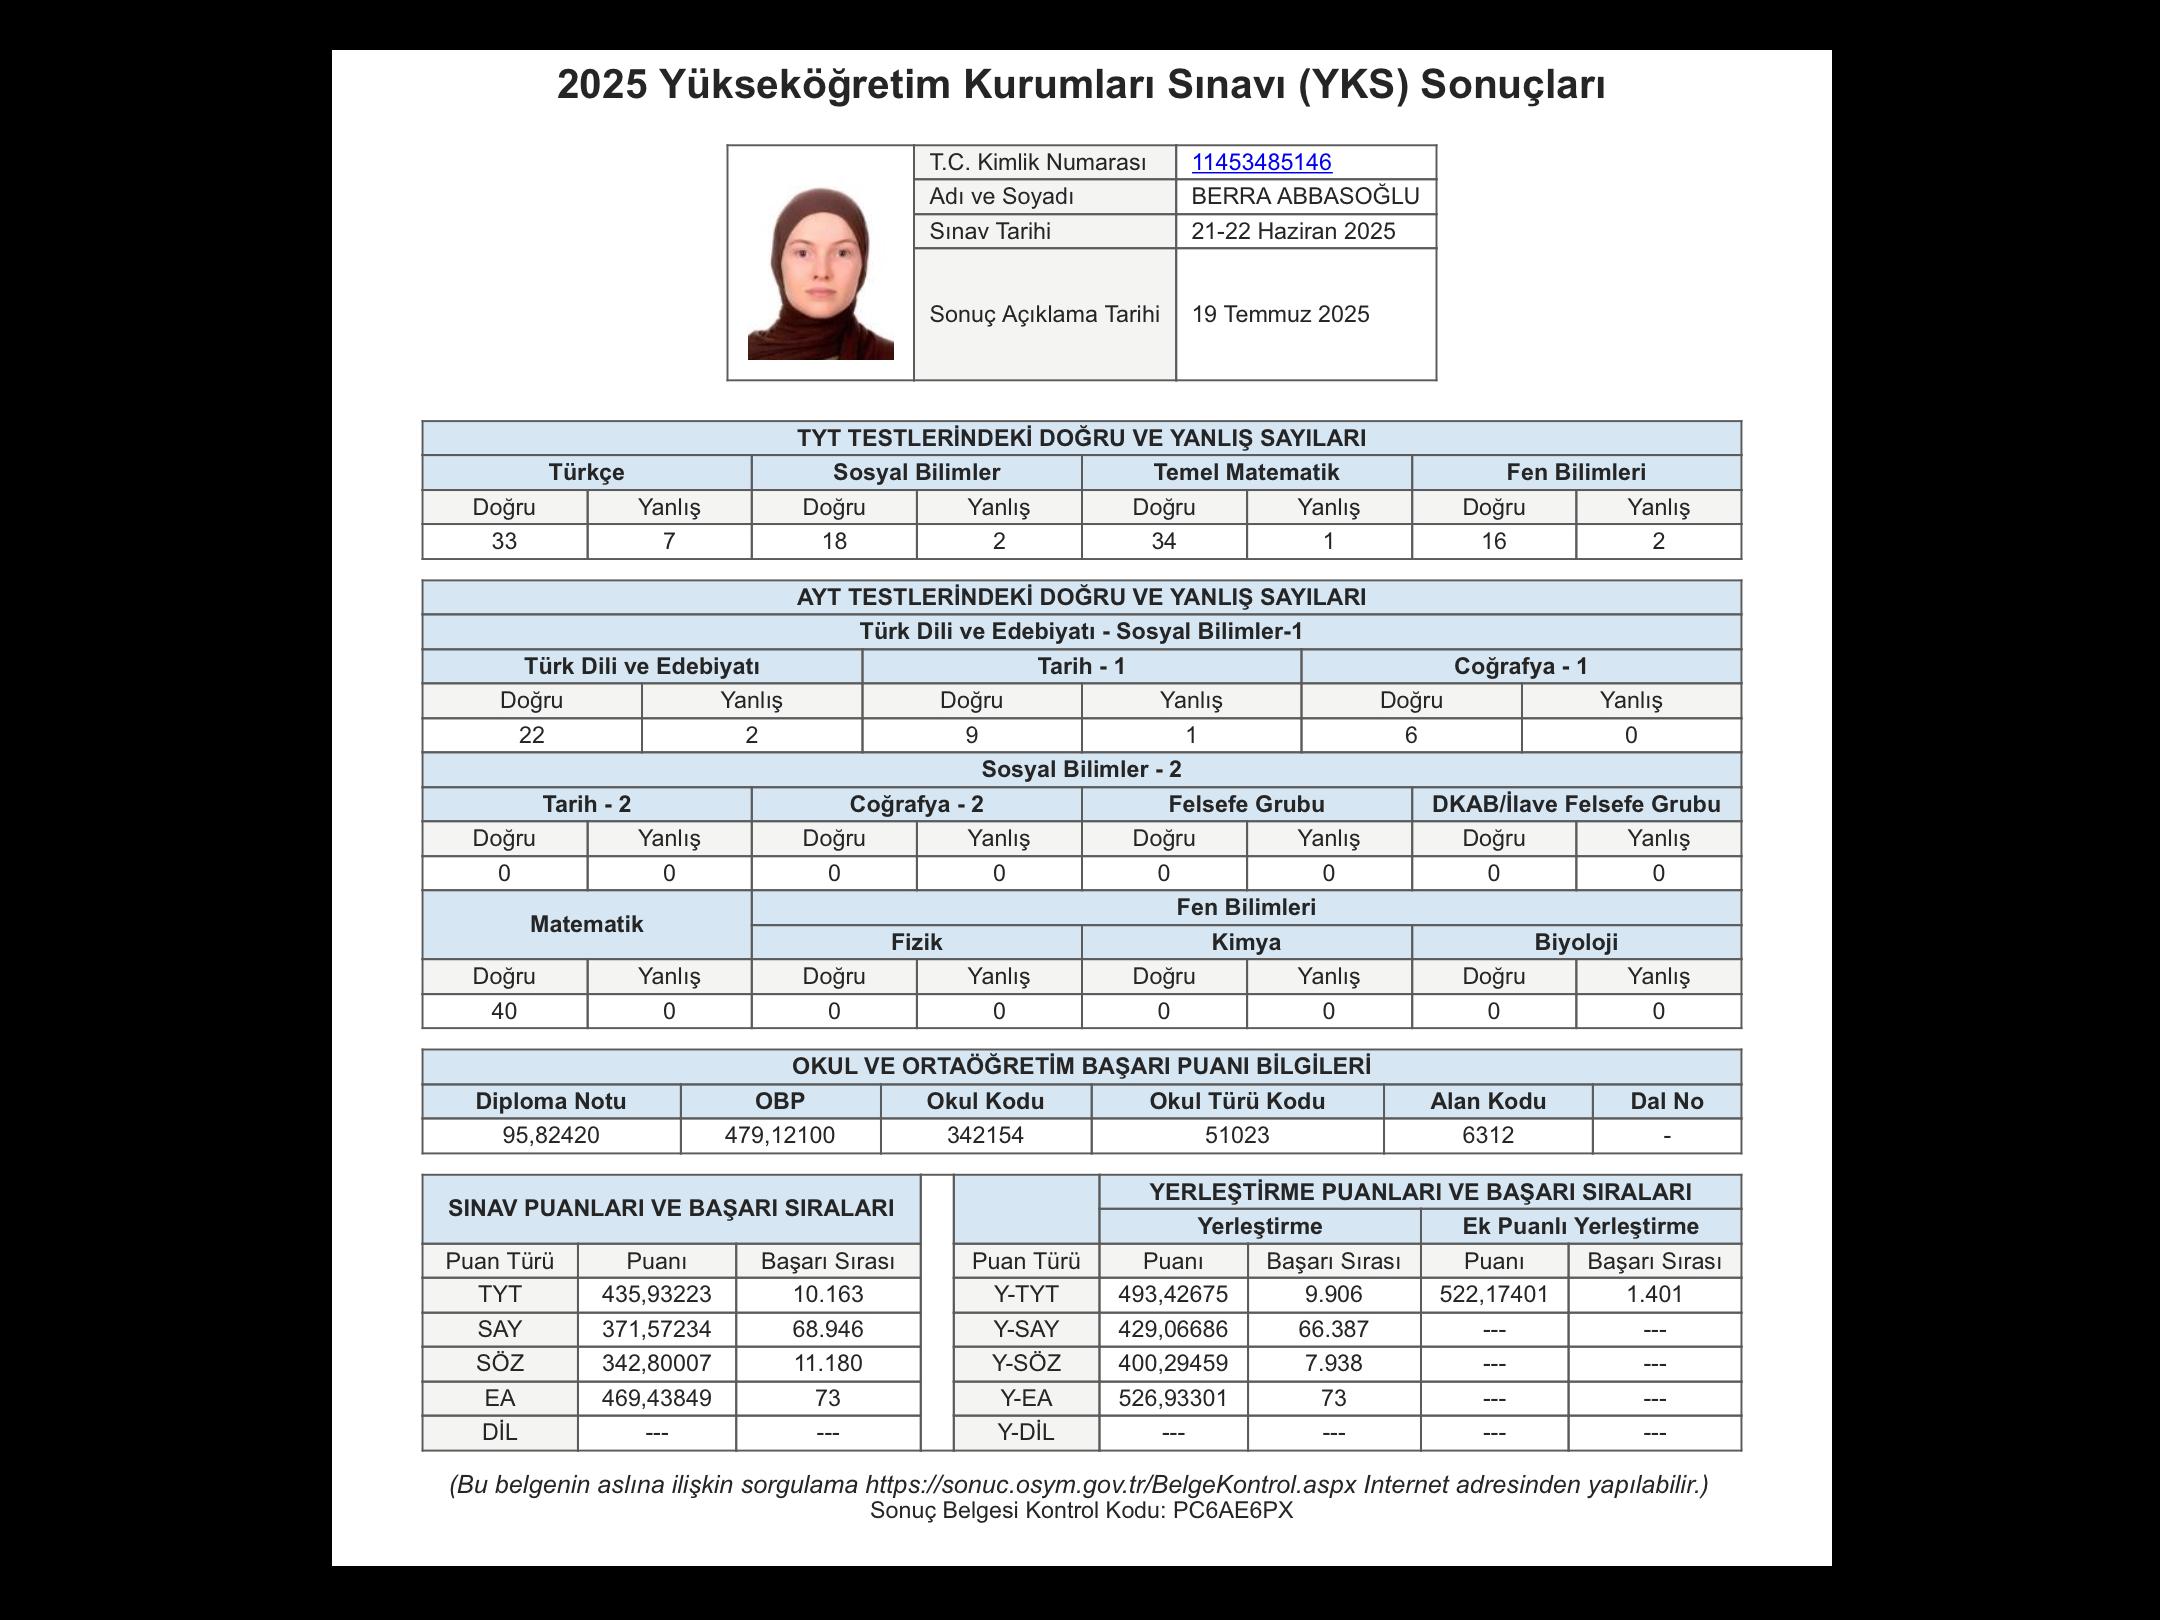 2025 Yükseköğretim Kurumları Sınavı (YKS) Sonuçları
T.C. Kimlik Numarası 11453485146
Adı ve Soyadı BERRA ABBASOĞLU
Sınav Tarihi 21-22 Haziran 2025
Sonuç Açıklama Tarihi 19 Temmuz 2025
TYT TESTLERİNDEKİ DOĞRU VE YANLIŞ SAYILARI
Türkçe Sosyal Bilimler Temel Matematik Fen Bilimleri
Doğru Yanlış Doğru Yanlış Doğru Yanlış Doğru Yanlış
33 7 18 2 34 1 16 2
AYT TESTLERİNDEKİ DOĞRU VE YANLIŞ SAYILARI
Türk Dili ve Edebiyatı - Sosyal Bilimler-1
Türk Dili ve Edebiyatı Tarih - 1 Coğrafya - 1
Doğru Yanlış Doğru Yanlış Doğru Yanlış
22 2 9 1 6 0
Sosyal Bilimler - 2
Tarih - 2 Coğrafya - 2 Felsefe Grubu DKAB/İlave Felsefe Grubu
Doğru Yanlış Doğru Yanlış Doğru Yanlış Doğru Yanlış
0 0 0 0 0 0 0 0
Matematik Fen Bilimleri
Fizik Kimya Biyoloji
Doğru Yanlış Doğru Yanlış Doğru Yanlış Doğru Yanlış
40 0 0 0 0 0 0 0
OKUL VE ORTAÖĞRETİM BAŞARI PUANI BİLGİLERİ
Diploma Notu OBP Okul Kodu Okul Türü Kodu Alan Kodu Dal No
95,82420 479,12100 342154 51023 6312 -
SINAV PUANLARI VE BAŞARI SIRALARI YERLEŞTİRME PUANLARI VE BAŞARI SIRALARI
Yerleştirme Ek Puanlı Yerleştirme
Puan Türü Puanı Başarı Sırası Puan Türü Puanı Başarı Sırası Puanı Başarı Sırası
TYT 435,93223 10.163 Y-TYT 493,42675 9.906 522,17401 1.401
SAY 371,57234 68.946 Y-SAY 429,06686 66.387 --- ---
SÖZ 342,80007 11.180 Y-SÖZ 400,29459 7.938 --- ---
EA 469,43849 73 Y-EA 526,93301 73 --- ---
DİL --- --- Y-DİL --- --- --- ---
(Bu belgenin aslına ilişkin sorgulama https://sonuc.osym.gov.tr/BelgeKontrol.aspx Internet adresinden yapılabilir.)
Sonuç Belgesi Kontrol Kodu: PC6AE6PX